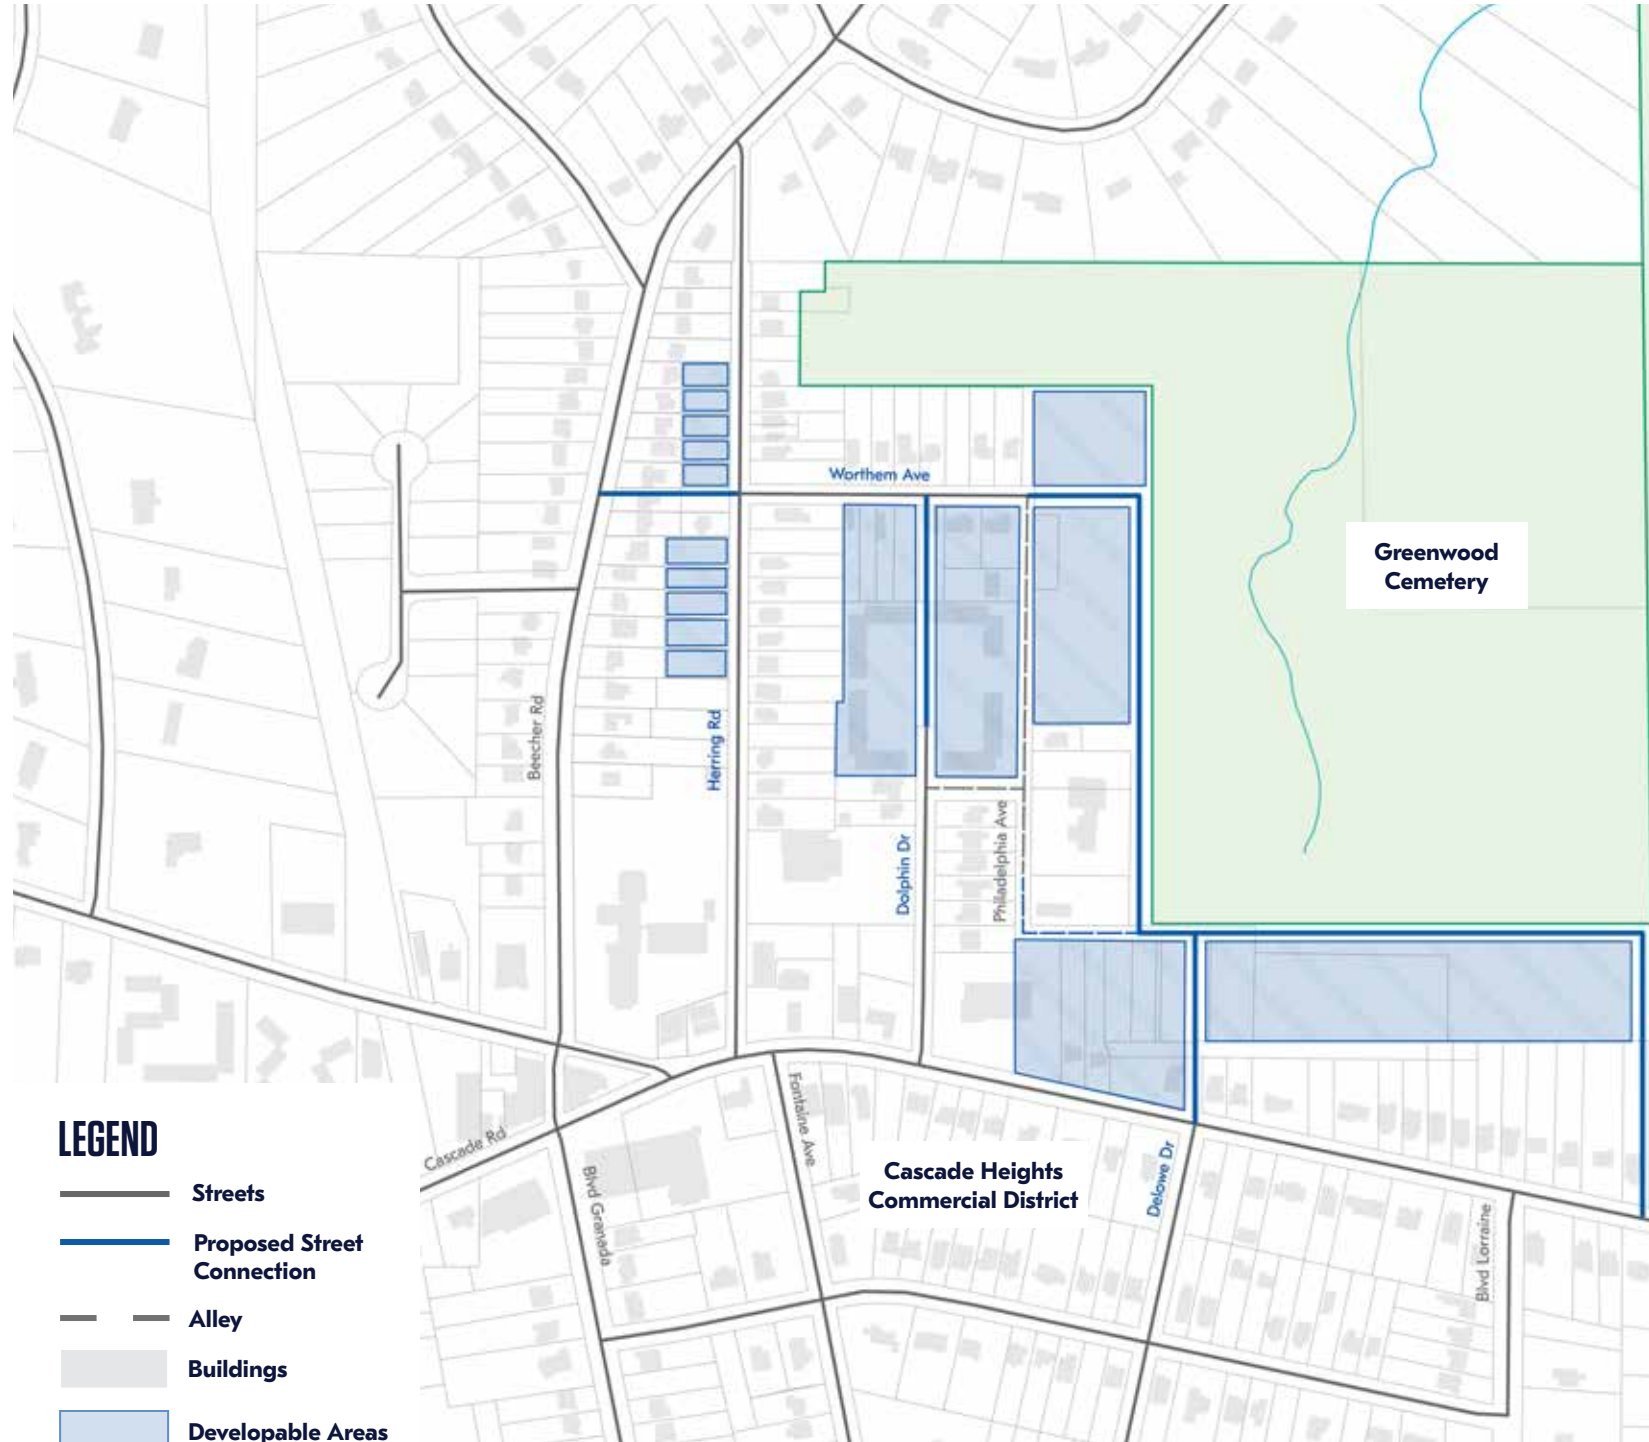 Worthem Ave
Greenwood
Cemetery
Beecher Rd
Herring Rd
Dolphin Dr
Philadelphia Ave
Cascade Rd
Blvd Granada
Fontaine Ave
Cascade Heights
Commercial District
Delowe Dr
Blvd Lorraine
LEGEND
Streets
Proposed Street
Connection
Alley
Buildings
Developable Areas